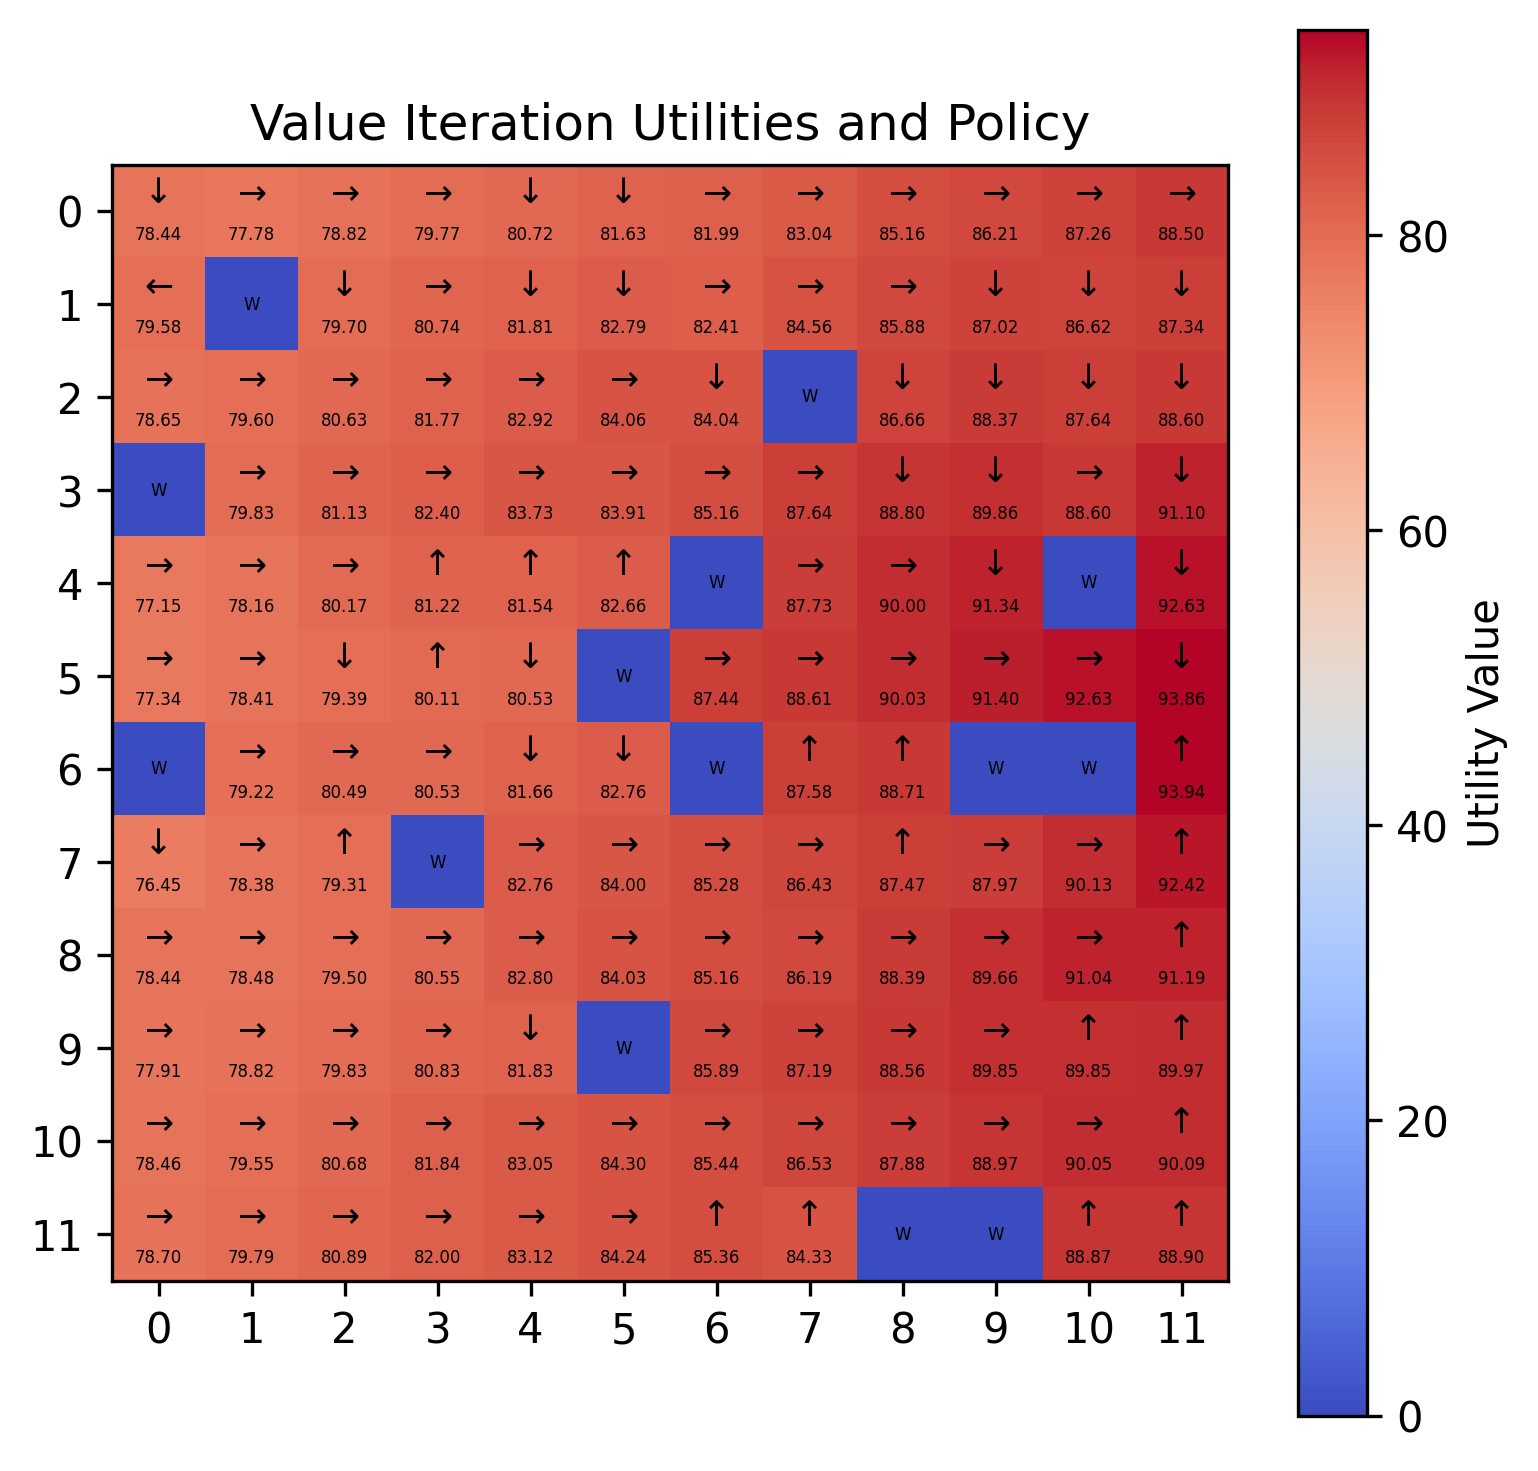 Value Iteration Utilities and Policy
0 ↓ → → → ↓ ↓ → → → → → →
78.44 77.78 78.82 79.77 80.72 81.63 81.99 83.04 85.16 86.21 87.26 88.50
1 ← W ↓ → ↓ ↓ → → → ↓ ↓ ↓
79.58 79.70 80.74 81.81 82.79 82.41 84.56 85.88 87.02 86.62 87.34
2 → → → → → → ↓ W ↓ ↓ ↓ ↓
78.65 79.60 80.63 81.77 82.92 84.06 84.04 86.66 88.37 87.64 88.60
3 W → → → → → → → ↓ ↓ → ↓
79.83 81.13 82.40 83.73 83.91 85.16 87.64 88.80 89.86 88.60 91.10
4 → → → ↑ ↑ ↑ W → → ↓ W ↓
77.15 78.16 80.17 81.22 81.54 82.66 87.73 90.00 91.34 92.63
5 → → ↓ ↑ ↓ W → → → → → ↓
77.34 78.41 79.39 80.11 80.53 87.44 88.61 90.03 91.40 92.63 93.86
6 W → → → ↓ ↓ W ↑ ↑ W W ↑
79.22 80.49 80.53 81.66 82.76 87.58 88.71 93.94
7 ↓ → ↑ W → → → → ↑ → → ↑
76.45 78.38 79.31 82.76 84.00 85.28 86.43 87.47 87.97 90.13 92.42
8 → → → → → → → → → → → ↑
78.44 78.48 79.50 80.55 82.80 84.03 85.16 86.19 88.39 89.66 91.04 91.19
9 → → → → ↓ W → → → → ↑ ↑
77.91 78.82 79.83 80.83 81.83 85.89 87.19 88.56 89.85 89.85 89.97
10 → → → → → → → → → → → ↑
78.46 79.55 80.68 81.84 83.05 84.30 85.44 86.53 87.88 88.97 90.05 90.09
11 → → → → → → ↑ ↑ W W ↑ ↑
78.70 79.79 80.89 82.00 83.12 84.24 85.36 84.33 88.87 88.90
0 1 2 3 4 5 6 7 8 9 10 11
80
60
40
20
0
Utility Value